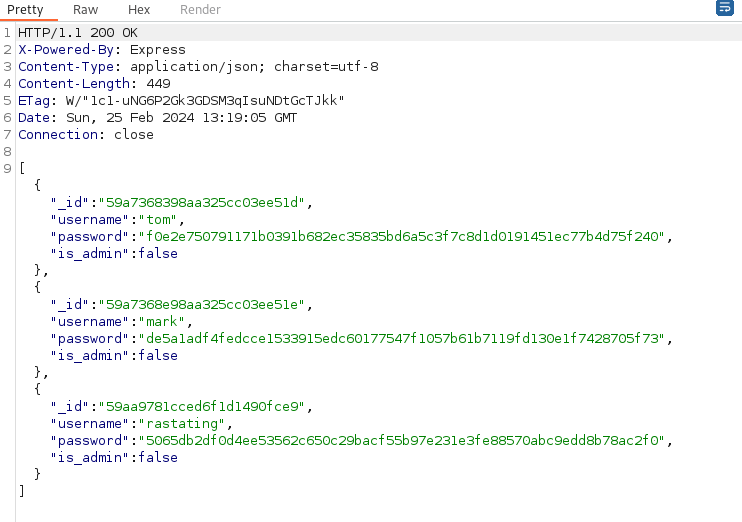 Pretty Raw Hex Render
1 HTTP/1.1 200 OK
2 X-Powered-By: Express
3 Content-Type: application/json; charset=utf-8
4 Content-Length: 449
5 ETag: W/"1c1-uNG6P2Gk3GDSM3qIsuNDtGcTJkk"
6 Date: Sun, 25 Feb 2024 13:19:05 GMT
7 Connection: close
8
9 [
{
"_id":"59a7368398aa325cc03ee51d",
"username":"tom",
"password":"f0e2e750791171b0391b682ec35835bd6a5c3f7c8d1d0191451ec77b4d75f240",
"is_admin":false
},
{
"_id":"59a7368e98aa325cc03ee51e",
"username":"mark",
"password":"de5a1adf4fedcce1533915edc60177547f1057b61b7119fd130e1f7428705f73",
"is_admin":false
},
{
"_id":"59aa9781cced6f1d1490fce9",
"username":"rastating",
"password":"5065db2df0d4ee53562c650c29bacf55b97e231e3fe88570abc9edd8b78ac2f0",
"is_admin":false
}
]